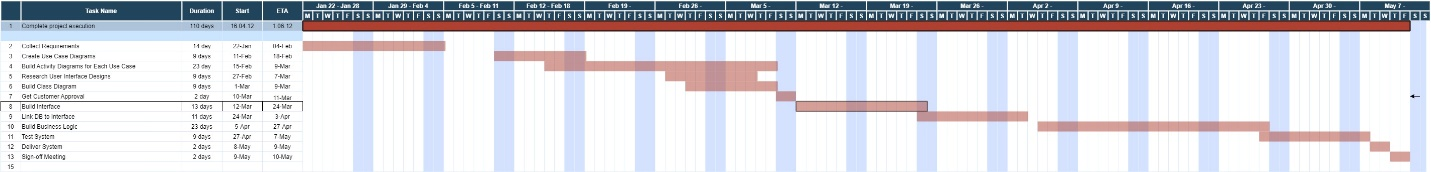 Task Name Duration Start ETA Jan 22 - Jan 28 Jan 29 - Feb 4 Feb 5 - Feb 11 Feb 12 - Feb 18 Feb 19 - Feb 26 - Mar 5 - Mar 12 - Mar 19 - Mar 26 - Apr 2 - Apr 9 - Apr 16 - Apr 23 - Apr 30 - May 7 -
M T W T F S S M T W T F S S M T W T F S S M T W T F S S M T W T F S S M T W T F S S M T W T F S S M T W T F S S M T W T F S S M T W T F S S M T W T F S S M T W T F S S M T W T F S S M T W T F S S M T W T F S S M T W T F S S
1 Complete project execution 110 days 16.04.12 1.06.12
2 Collect Requirements 14 day 22-Jan 04-Feb
3 Create Use Case Diagrams 9 days 11-Feb 18-Feb
4 Build Activity Diagrams for Each Use Case 23 day 15-Feb 9-Mar
5 Research User Interface Designs 9 days 27-Feb 7-Mar
6 Build Class Diagram 9 days 1-Mar 9-Mar
7 Get Customer Approval 2 day 10-Mar 11-Mar
8 Build Interface 13 days 12-Mar 24-Mar
9 Link DB to Interface 11 days 24-Mar 3-Apr
10 Build Business Logic 23 days 5-Apr 27-Apr
11 Test System 9 days 27-Apr 7-May
12 Deliver System 2 days 8-May 9-May
13 Sign-off Meeting 2 days 9-May 10-May
15